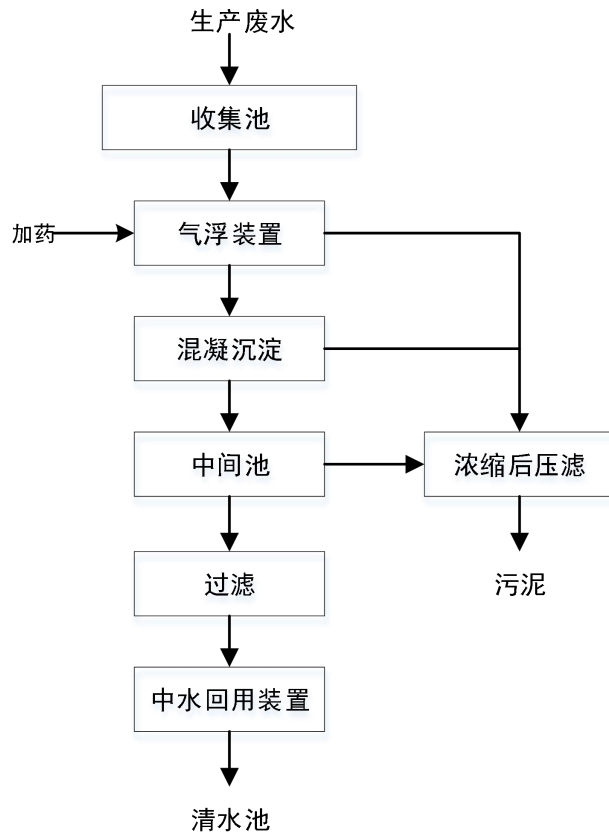 生产废水
收集池
加药
气浮装置
混凝沉淀
中间池
浓缩后压滤
过滤
污泥
中水回用装置
清水池